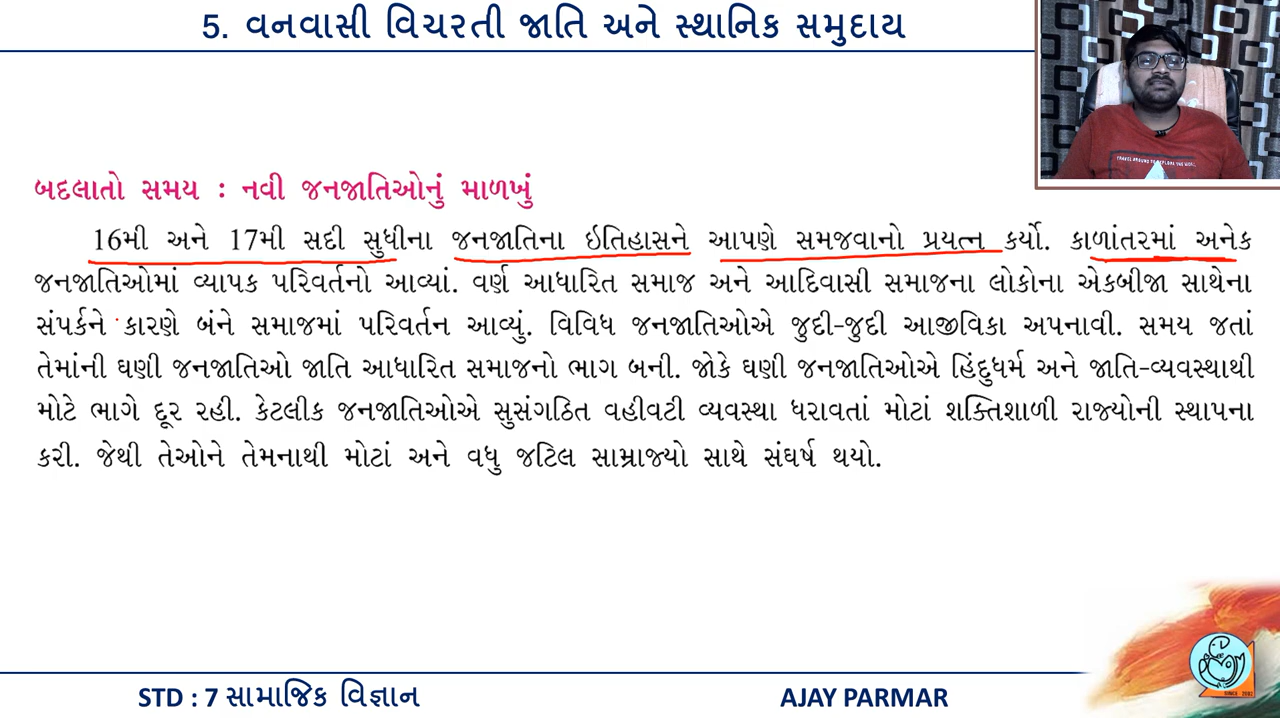 5. વનવાસી વિચરતી જાતિ અને સ્થાનિક સમુદાય
બદલાતો સમય : નવી જનજાતિઓનું માળખું
16મી અને 17મી સદી સુધીના જનજાતિના ઇતિહાસને આપણે સમજવાનો પ્રયત્ન કર્યો. કાળાંતરમાં અનેક
જનજાતિઓમાં વ્યાપક પરિવર્તનો આવ્યાં. વર્ણ આધારિત સમાજ અને આદિવાસી સમાજના લોકોના એકબીજા સાથેના
સંપર્કને કારણે બંને સમાજમાં પરિવર્તન આવ્યું. વિવિધ જનજાતિઓએ જુદી-જુદી આજીવિકા અપનાવી. સમય જતાં
તેમાંની ઘણી જનજાતિઓ જાતિ આધારિત સમાજનો ભાગ બની. જોકે ઘણી જનજાતિઓએ હિંદુધર્મ અને જાતિ-વ્યવસ્થાથી
મોટે ભાગે દૂર રહી. કેટલીક જનજાતિઓએ સુસંગઠિત વહીવટી વ્યવસ્થા ધરાવતાં મોટાં શક્તિશાળી રાજ્યોની સ્થાપના
કરી. જેથી તેઓને તેમનાથી મોટાં અને વધુ જટિલ સામ્રાજ્યો સાથે સંઘર્ષ થયો.
STD : 7 સામાજિક વિજ્ઞાન
AJAY PARMAR